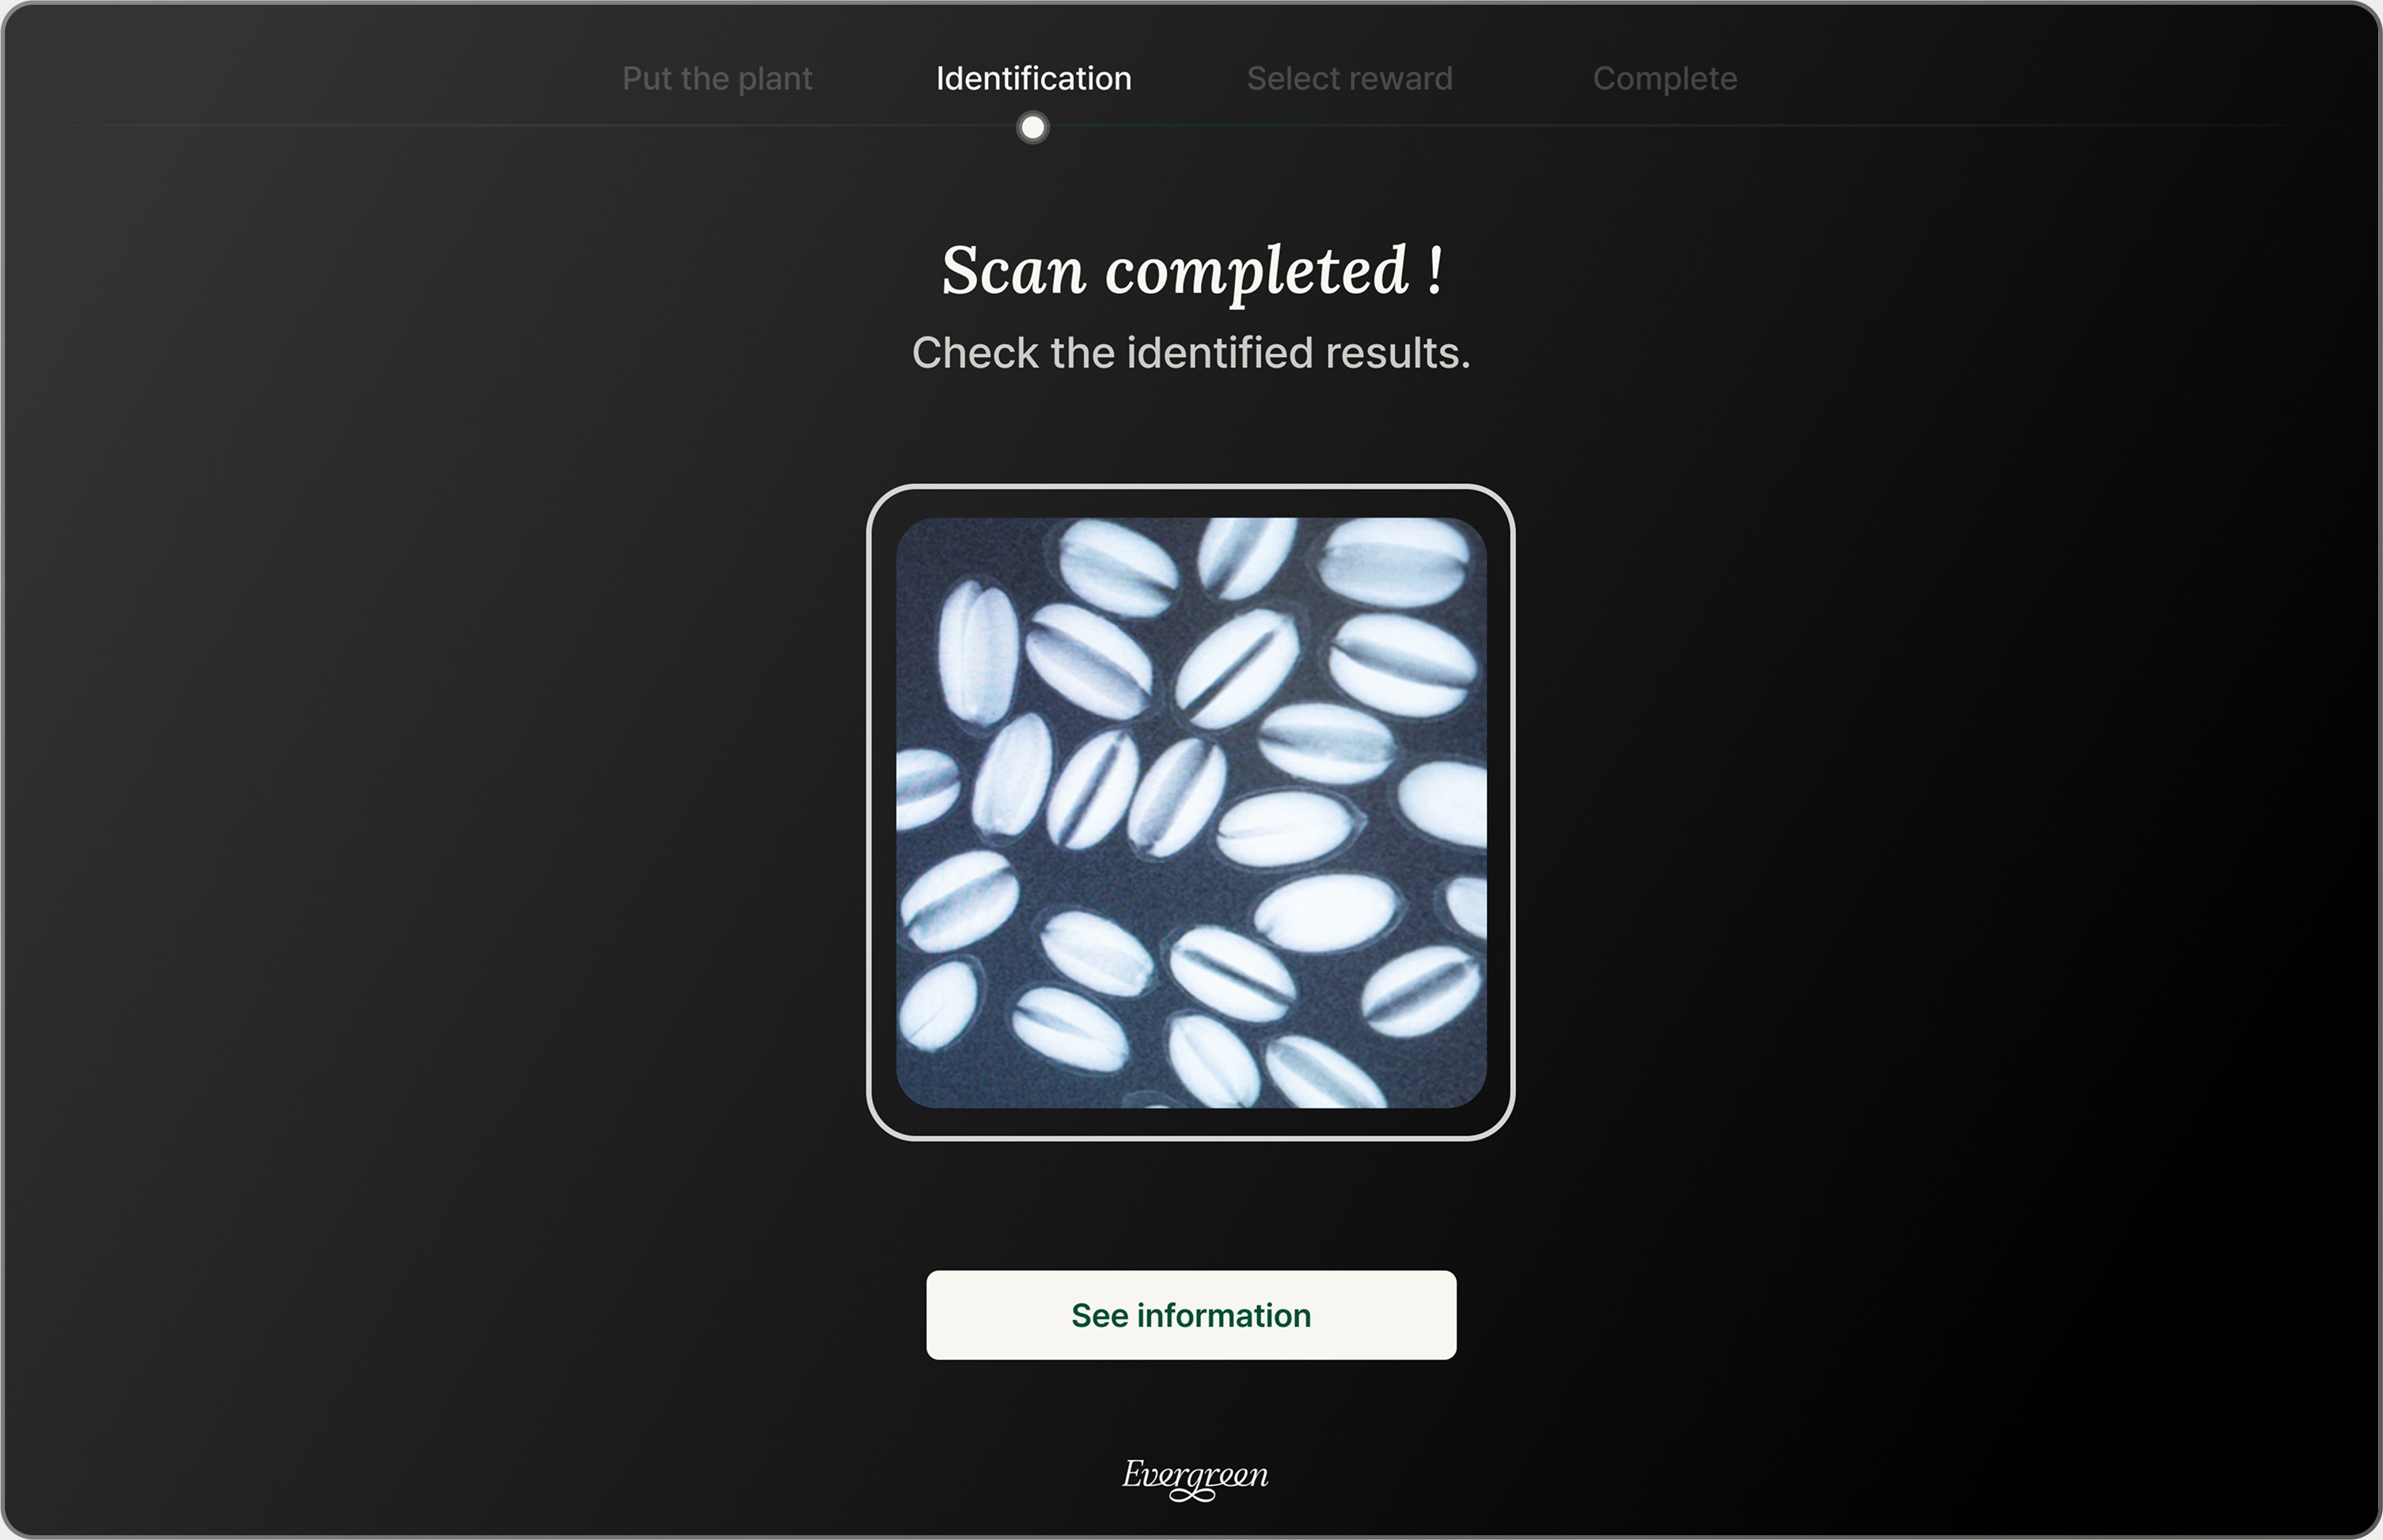 Put the plant
Identification
Select reward
Complete
Scan completed !
Check the identified results.
See information
Evergreen